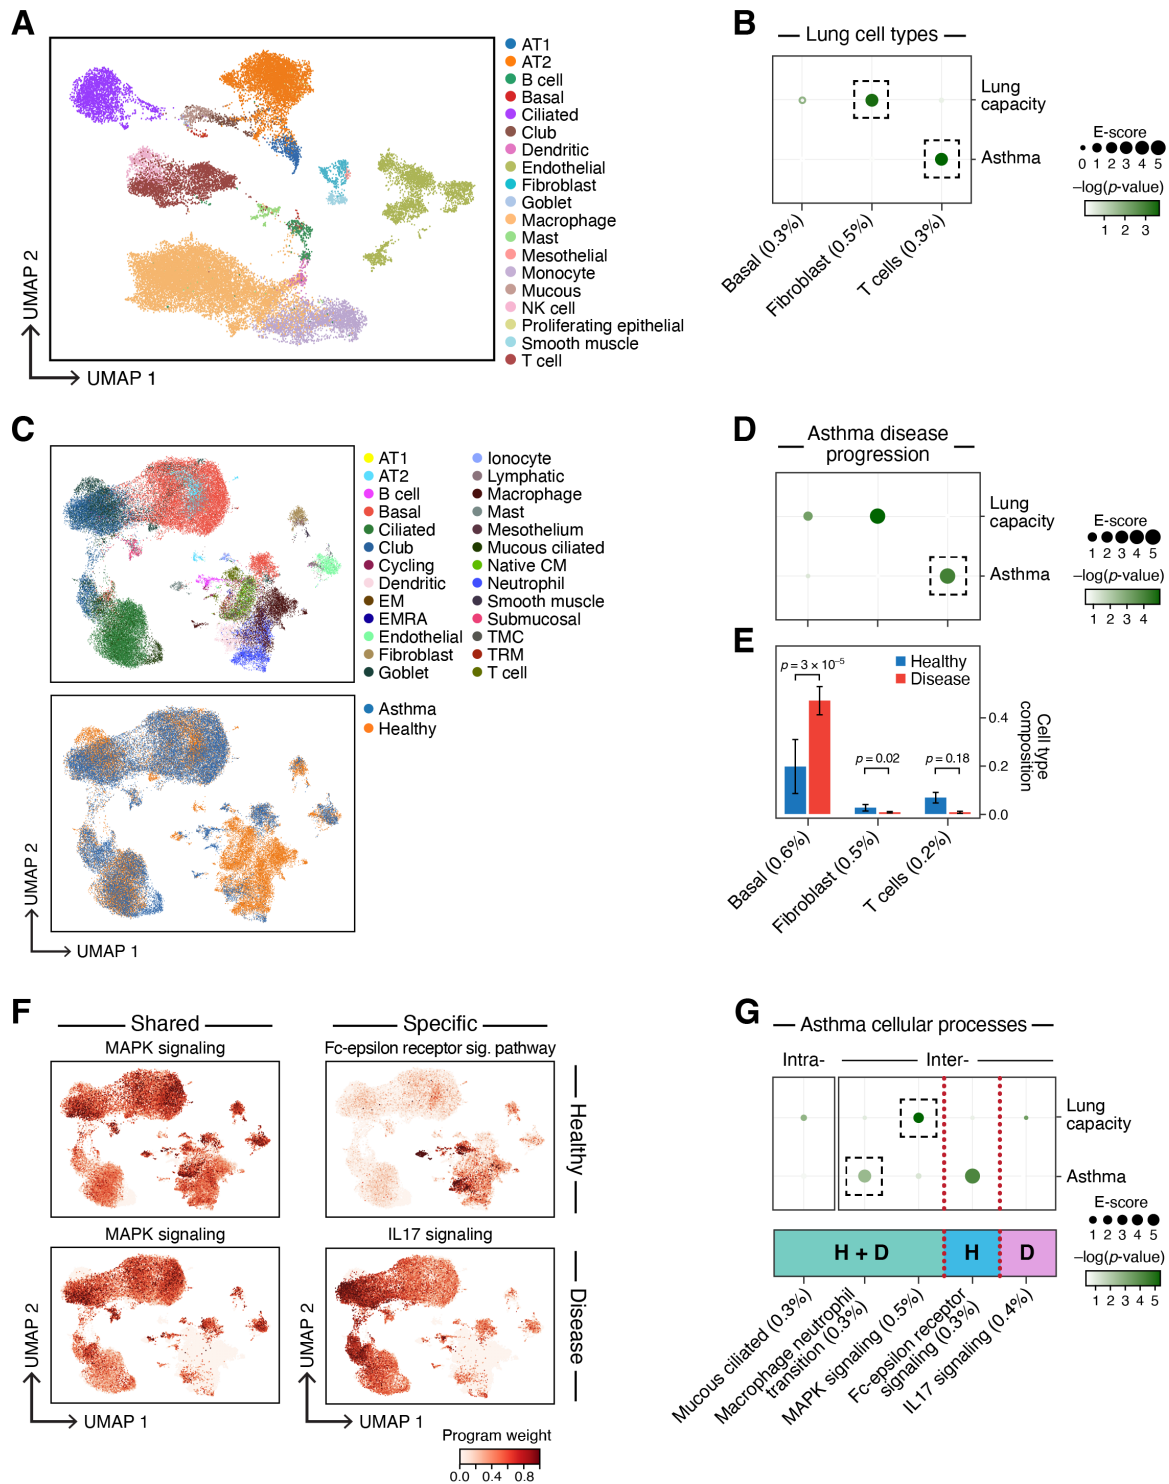 A
AT1
AT2
B cell
Basal
Ciliated
Club
Dendritic
Endothelial
Fibroblast
Goblet
Macrophage
Mast
Mesothelial
Monocyte
Mucous
NK cell
Proliferating epithelial
Smooth muscle
T cell
UMAP 2
UMAP 1
B
Lung cell types
Lung
capacity
Asthma
Basal (0.3%)
Fibroblast (0.5%)
T cells (0.3%)
E-score
0 1 2 3 4 5
–log(p-value)
1 2 3
C
AT1
AT2
B cell
Basal
Ciliated
Club
Cycling
Dendritic
EM
EMRA
Endothelial
Fibroblast
Goblet
Ionocyte
Lymphatic
Macrophage
Mast
Mesothelium
Mucous ciliated
Native CM
Neutrophil
Smooth muscle
Submucosal
TMC
TRM
T cell
Asthma
Healthy
UMAP 2
UMAP 1
D
Asthma disease
progression
Lung
capacity
Asthma
E-score
1 2 3 4 5
–log(p-value)
1 2 3 4
E
Healthy
Disease
p = 3 × 10⁻⁵
p = 0.02
p = 0.18
0.4
0.2
0.0
Cell type
composition
Basal (0.6%)
Fibroblast (0.5%)
T cells (0.2%)
F
Shared
Specific
MAPK signaling
Fc-epsilon receptor sig. pathway
Healthy
MAPK signaling
IL17 signaling
Disease
UMAP 2
UMAP 1
UMAP 2
UMAP 1
Program weight
0.0 0.4 0.8
G
Asthma cellular processes
Intra-
Inter-
Lung
capacity
Asthma
H + D
H
D
Mucous ciliated (0.3%)
Macrophage neutrophil
transition (0.3%)
MAPK signaling (0.5%)
Fc-epsilon receptor
signaling (0.3%)
IL17 signaling (0.4%)
E-score
1 2 3 4 5
–log(p-value)
1 2 3 4 5